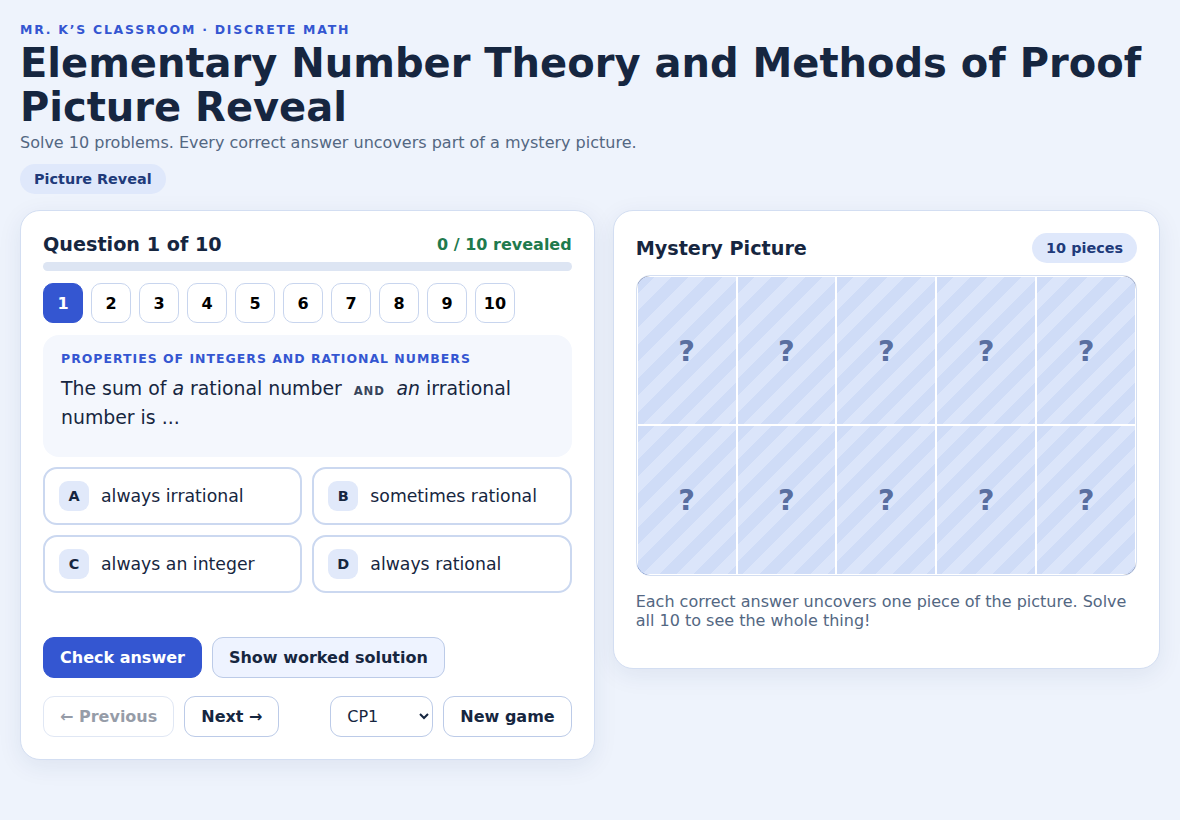 MR. K’S CLASSROOM · DISCRETE MATH
Elementary Number Theory and Methods of Proof
Picture Reveal
Solve 10 problems. Every correct answer uncovers part of a mystery picture.
Picture Reveal
Question 1 of 10
0 / 10 revealed
1 2 3 4 5 6 7 8 9 10
PROPERTIES OF INTEGERS AND RATIONAL NUMBERS
The sum of a rational number AND an irrational
number is …
A always irrational
B sometimes rational
C always an integer
D always rational
Check answer
Show worked solution
← Previous
Next →
CP1
New game
Mystery Picture
10 pieces
? ? ? ? ?
? ? ? ? ?
Each correct answer uncovers one piece of the picture. Solve
all 10 to see the whole thing!